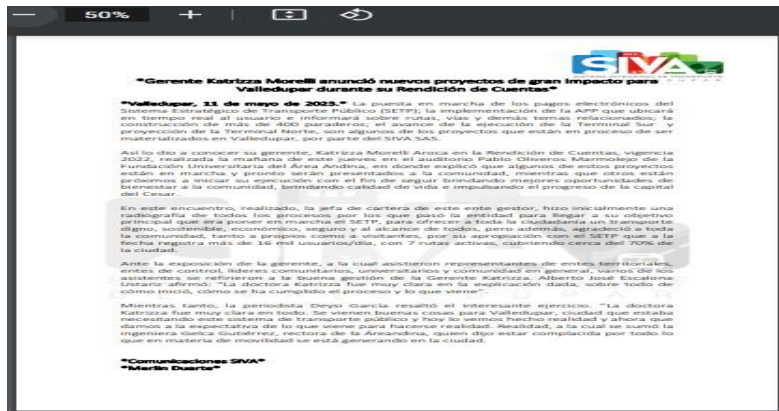 50%
SIVA
*Gerente Katrizza Morelli anunció nuevos proyectos de gran impacto para
Valledupar durante su Rendición de Cuentas*
*Valledupar, 11 de mayo de 2023.* La puesta en marcha de los pagos electrónicos del
Sistema Estratégico de Transporte Público (SETP); la implementación de la APP que ubicará
en tiempo real al usuario e informará sobre rutas, vías y demás temas relacionados; la
construcción de más de 400 paraderos; el avance de la ejecución de la Terminal Sur y
proyección de la Terminal Norte, son algunos de los proyectos que están en proceso de ser
materializados en Valledupar, por parte del SIVA SAS.
Así lo dio a conocer su gerente, Katrizza Morelli Aroca en la Rendición de Cuentas, vigencia
2022, realizada la mañana de este jueves en el auditorio Pablo Oliveros Marmolejo de la
Fundación Universitaria del Área Andina, en donde explicó que algunos de estos proyectos
están en marcha y pronto serán presentados a la comunidad, mientras que otros están
próximos a iniciar su ejecución con el fin de seguir brindando mejores oportunidades de
bienestar a la comunidad, brindando calidad de vida e impulsando el progreso de la capital
del Cesar.
En este encuentro, realizado, la jefa de cartera de este ente gestor, hizo inicialmente una
radiografía de todos los procesos por los que pasó la entidad para llegar a su objetivo
principal que era poner en marcha el SETP, para ofrecer a toda la ciudadanía un transporte
digno, sostenible, económico, seguro y al alcance de todos, pero además, agradeció a toda
la comunidad, tanto a propios como a visitantes, por su apropiación con el SETP que a la
fecha registra más de 16 mil usuarios/día, con 7 rutas activas, cubriendo cerca del 70% de
la ciudad.
Ante la exposición de la gerente, a la cual asistieron representantes de entes territoriales,
entes de control, líderes comunitarios, universitarios y comunidad en general, varios de los
asistentes se refirieron a la buena gestión de la Gerente Katrizza. Alberto José Escalona
Ustariz afirmó: "La doctora Katrizza fue muy clara en la explicación dada, sobre todo de
cómo inició, cómo se ha cumplido el proceso y lo que viene".
Mientras tanto, la periodista Deysi García resaltó el interesante ejercicio. "La doctora
Katrizza fue muy clara en todo. Se vienen buenas cosas para Valledupar, ciudad que estaba
necesitando este sistema de transporte público y hoy lo vemos hecho realidad y ahora que
damos a la expectativa de lo que viene para hacerse realidad. Realidad, a la cual se sumó la
ingeniera Gelca Gutiérrez, rectora de la Areandina, quien dijo estar complacida por todo lo
que en materia de movilidad se está generando en la ciudad.
*Comunicaciones SIVA*
*Merlin Duarte*